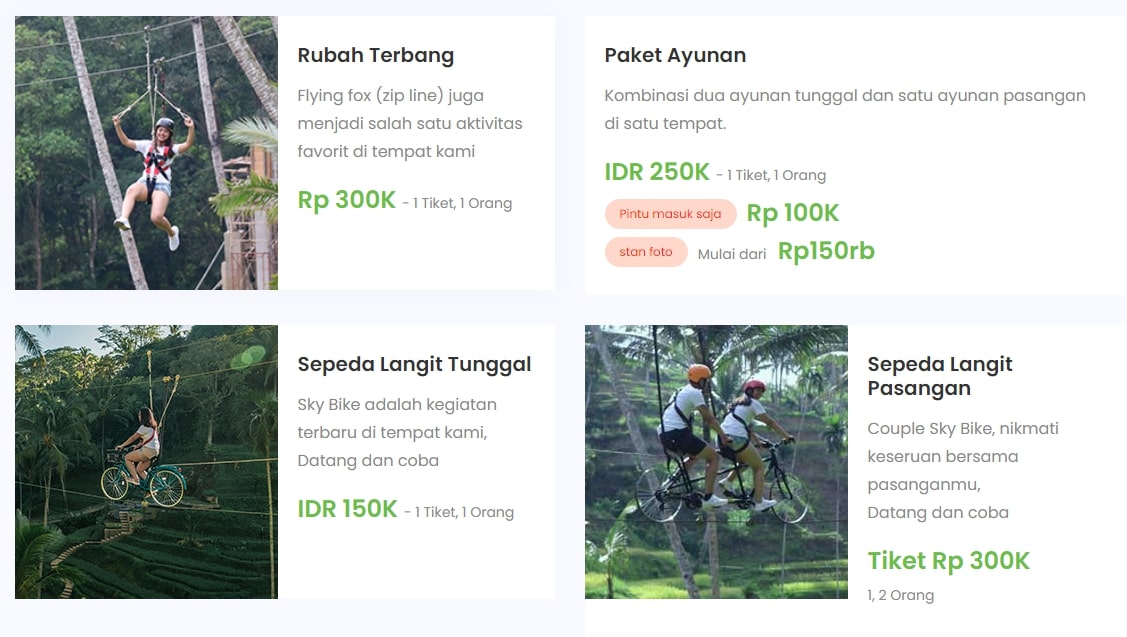 Rubah Terbang
Flying fox (zip line) juga
menjadi salah satu aktivitas
favorit di tempat kami
Rp 300K - 1 Tiket, 1 Orang
Paket Ayunan
Kombinasi dua ayunan tunggal dan satu ayunan pasangan
di satu tempat.
IDR 250K - 1 Tiket, 1 Orang
Pintu masuk saja Rp 100K
stan foto Mulai dari Rp150rb
Sepeda Langit Tunggal
Sky Bike adalah kegiatan
terbaru di tempat kami,
Datang dan coba
IDR 150K - 1 Tiket, 1 Orang
Sepeda Langit
Pasangan
Couple Sky Bike, nikmati
keseruan bersama
pasanganmu,
Datang dan coba
Tiket Rp 300K
1, 2 Orang